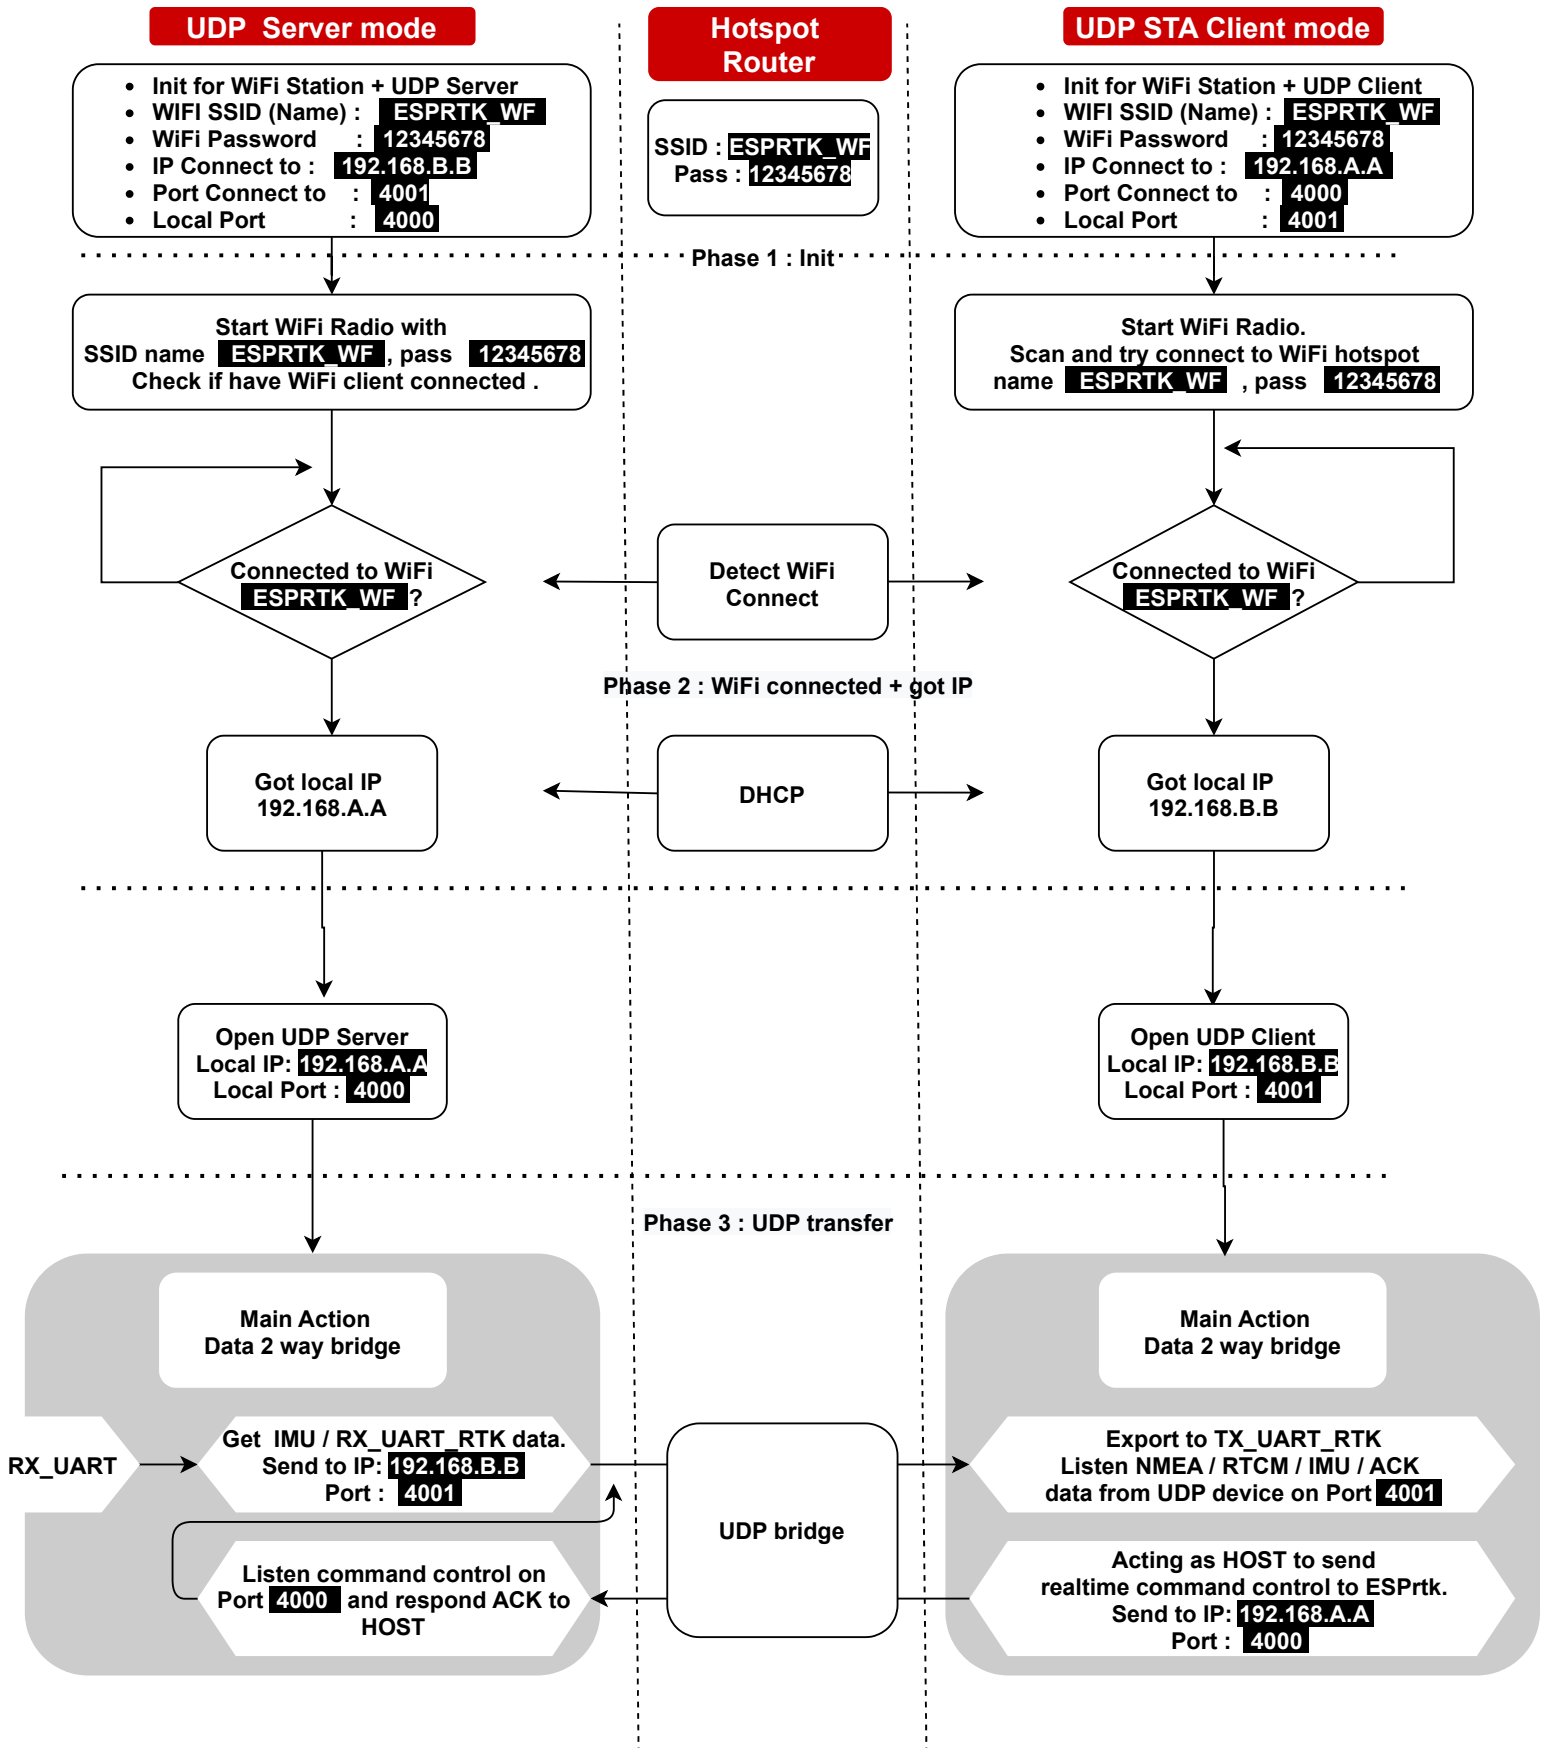 UDP  Server mode
Hotspot
Router
UDP STA Client mode
• Init for WiFi Station + UDP Server
• WIFI SSID (Name) : ESPRTK_WF
• WiFi Password : 12345678
• IP Connect to : 192.168.B.B
• Port Connect to : 4001
• Local Port : 4000
SSID : ESPRTK_WF
Pass : 12345678
• Init for WiFi Station + UDP Client
• WIFI SSID (Name) : ESPRTK_WF
• WiFi Password : 12345678
• IP Connect to : 192.168.A.A
• Port Connect to : 4000
• Local Port : 4001
Phase 1 : Init
Start WiFi Radio with
SSID name ESPRTK_WF , pass 12345678
Check if have WiFi client connected .
Start WiFi Radio.
Scan and try connect to WiFi hotspot
name ESPRTK_WF , pass 12345678
Connected to WiFi
ESPRTK_WF ?
Detect WiFi
Connect
Connected to WiFi
ESPRTK_WF ?
Phase 2 : WiFi connected + got IP
Got local IP
192.168.A.A
DHCP
Got local IP
192.168.B.B
Open UDP Server
Local IP: 192.168.A.A
Local Port : 4000
Open UDP Client
Local IP: 192.168.B.B
Local Port : 4001
Phase 3 : UDP transfer
Main Action
Data 2 way bridge
Main Action
Data 2 way bridge
RX_UART
Get  IMU / RX_UART_RTK data.
Send to IP: 192.168.B.B
Port : 4001
UDP bridge
Export to TX_UART_RTK
Listen NMEA / RTCM / IMU / ACK
data from UDP device on Port 4001
Listen command control on
Port 4000 and respond ACK to
HOST
Acting as HOST to send
realtime command control to ESPrtk.
Send to IP: 192.168.A.A
Port : 4000